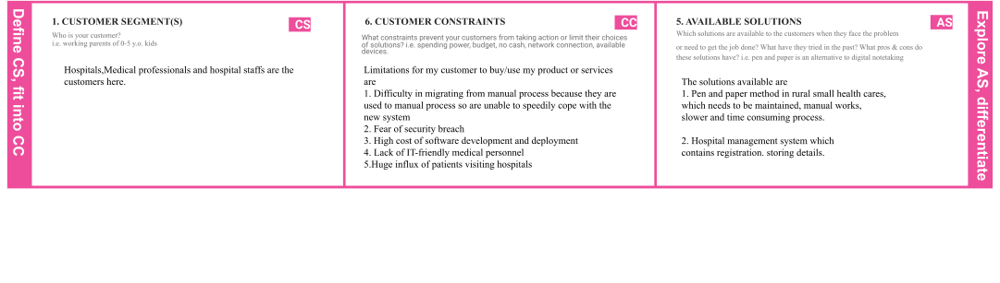 Define CS, fit into CC
1. CUSTOMER SEGMENT(S)
CS
Who is your customer?
i.e. working parents of 0-5 y.o. kids
Hospitals,Medical professionals and hospital staffs are the
customers here.
6. CUSTOMER CONSTRAINTS
CC
What constraints prevent your customers from taking action or limit their choices
of solutions? i.e. spending power, budget, no cash, network connection, available
devices.
Limitations for my customer to buy/use my product or services
are
1. Difficulty in migrating from manual process because they are
used to manual process so are unable to speedily cope with the
new system
2. Fear of security breach
3. High cost of software development and deployment
4. Lack of IT-friendly medical personnel
5.Huge influx of patients visiting hospitals
5. AVAILABLE SOLUTIONS
AS
Which solutions are available to the customers when they face the problem
or need to get the job done? What have they tried in the past? What pros & cons do
these solutions have? i.e. pen and paper is an alternative to digital notetaking
The solutions available are
1. Pen and paper method in rural small health cares,
which needs to be maintained, manual works,
slower and time consuming process.
2. Hospital management system which
contains registration. storing details.
Explore AS, differentiate